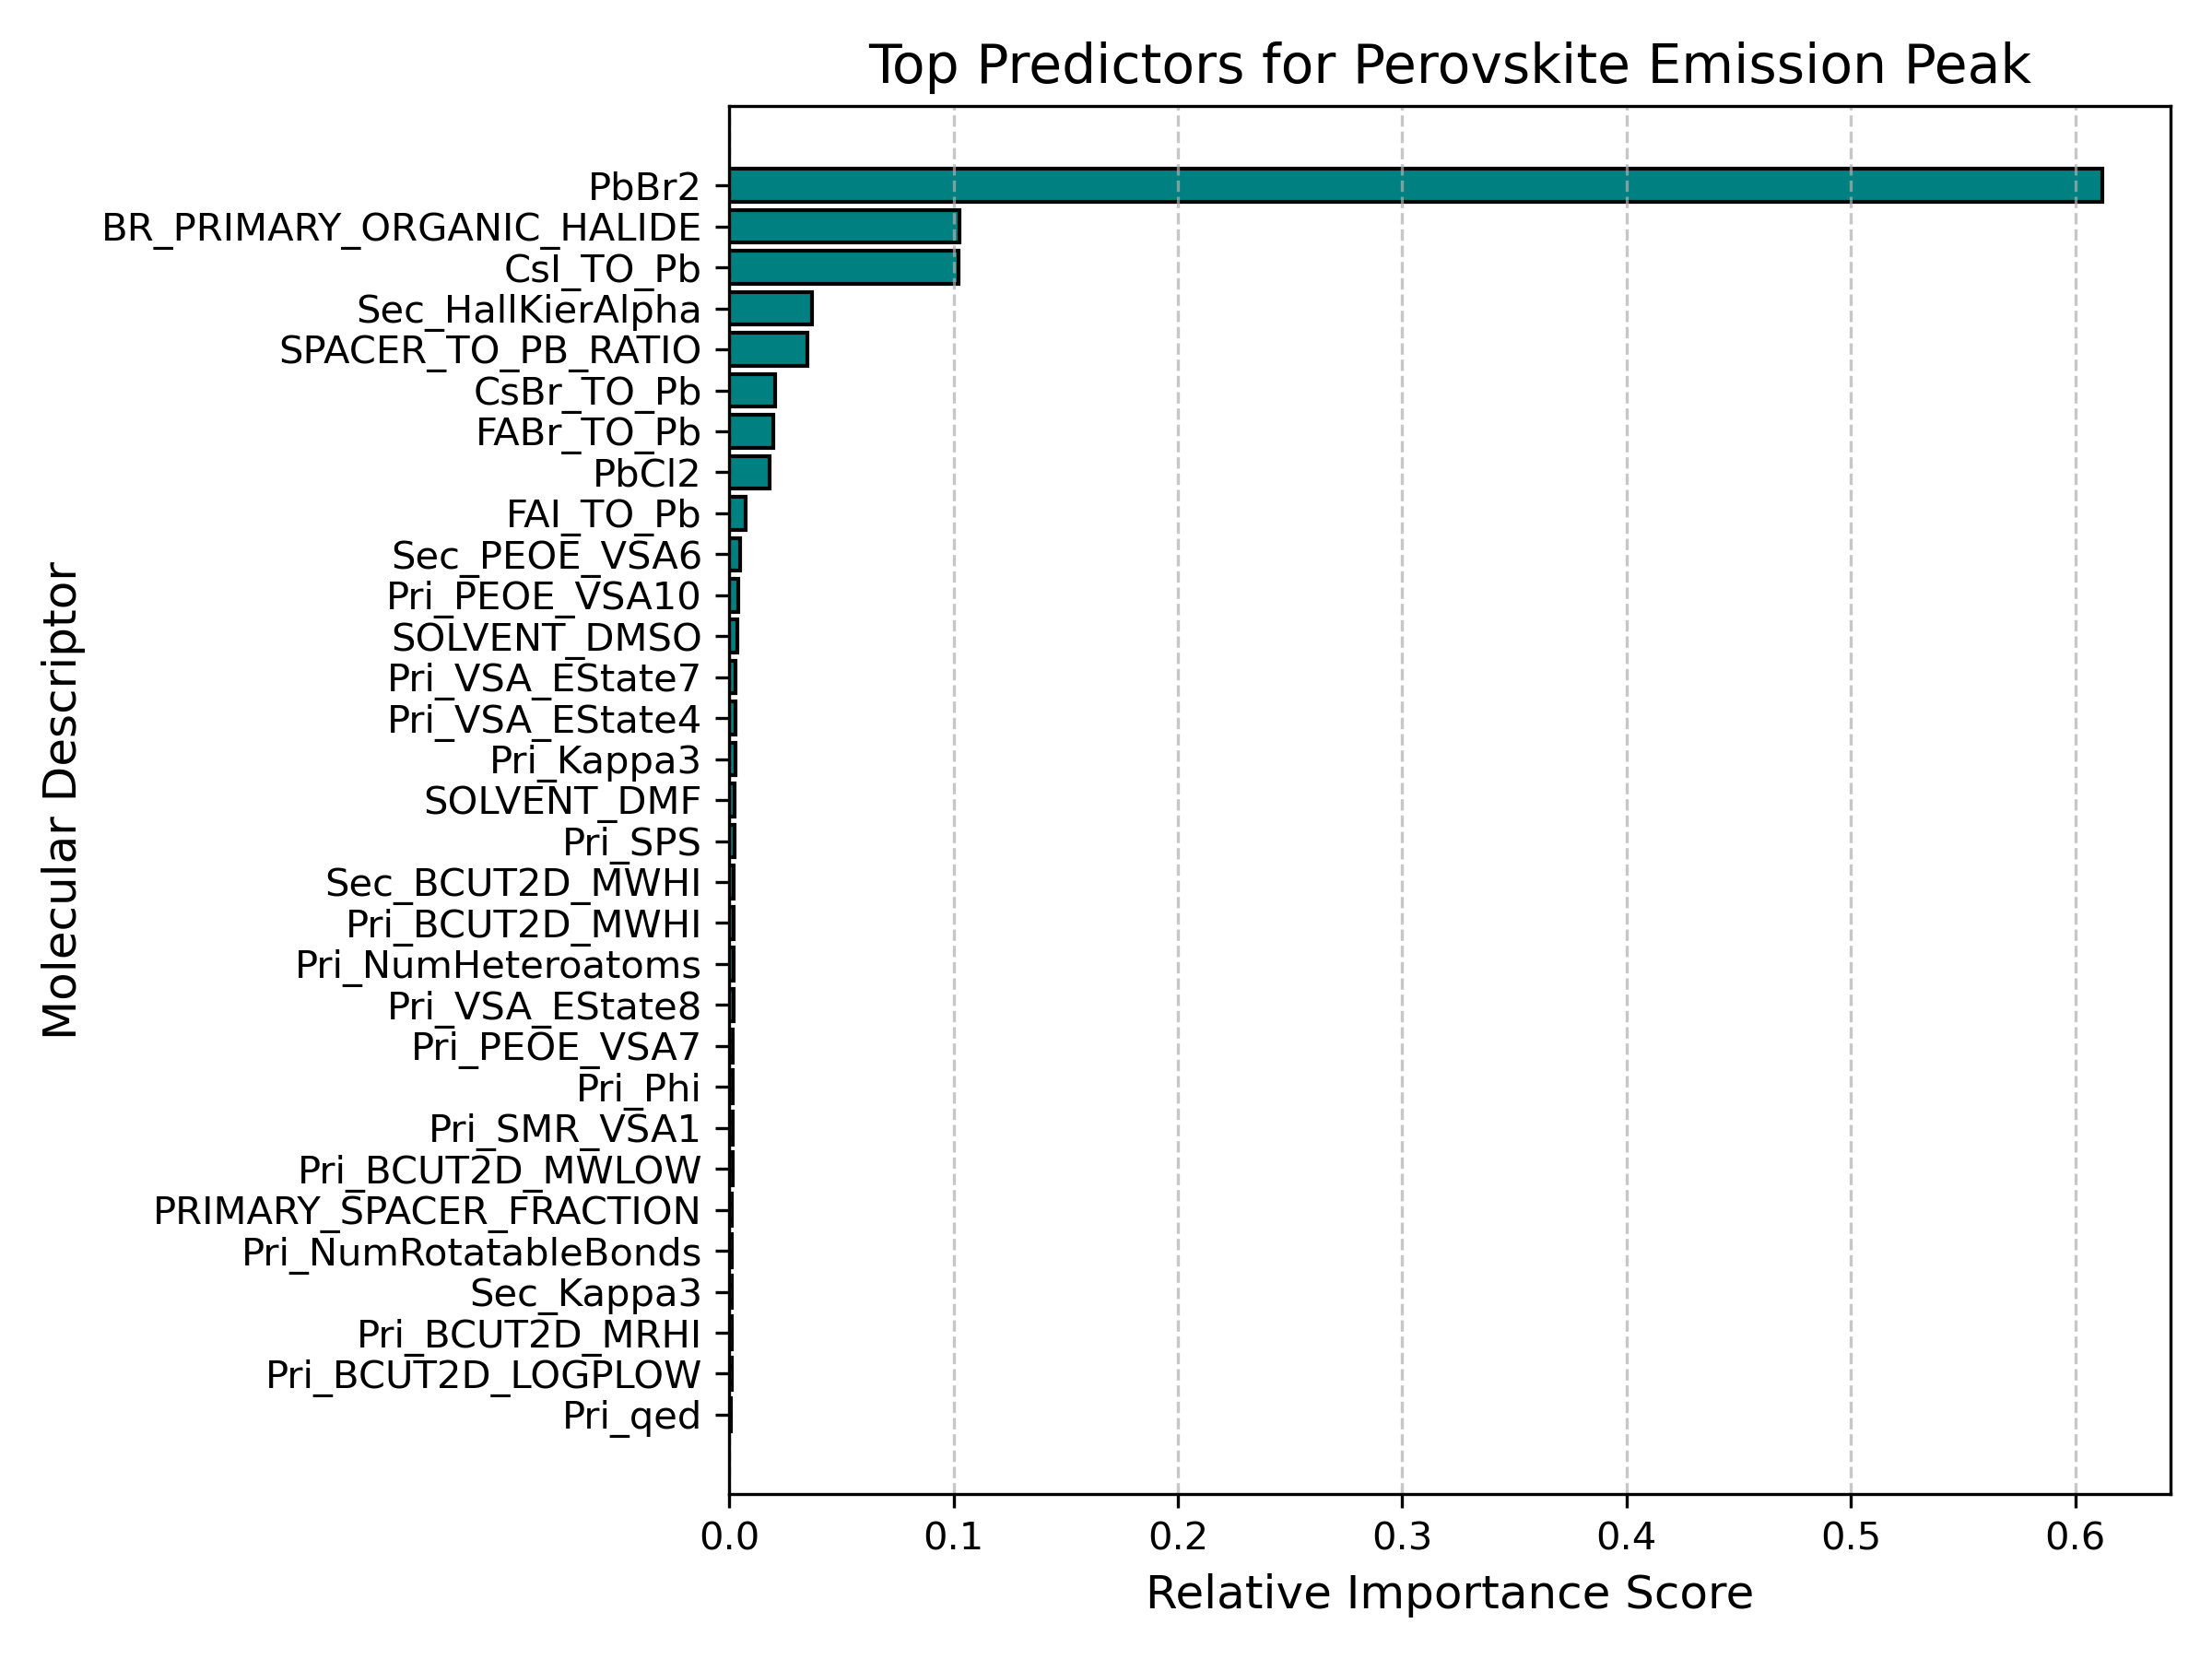 Top Predictors for Perovskite Emission Peak
PbBr2
BR_PRIMARY_ORGANIC_HALIDE
CsI_TO_Pb
Sec_HallKierAlpha
SPACER_TO_PB_RATIO
CsBr_TO_Pb
FABr_TO_Pb
PbCl2
FAI_TO_Pb
Sec_PEOE_VSA6
Pri_PEOE_VSA10
SOLVENT_DMSO
Pri_VSA_EState7
Pri_VSA_EState4
Pri_Kappa3
SOLVENT_DMF
Pri_SPS
Sec_BCUT2D_MWHI
Pri_BCUT2D_MWHI
Pri_NumHeteroatoms
Pri_VSA_EState8
Pri_PEOE_VSA7
Pri_Phi
Pri_SMR_VSA1
Pri_BCUT2D_MWLOW
PRIMARY_SPACER_FRACTION
Pri_NumRotatableBonds
Sec_Kappa3
Pri_BCUT2D_MRHI
Pri_BCUT2D_LOGPLOW
Pri_qed
Molecular Descriptor
0.0 0.1 0.2 0.3 0.4 0.5 0.6
Relative Importance Score